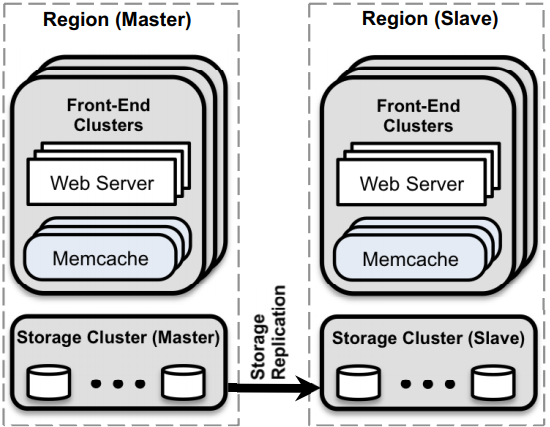 Region (Master)
Front-End
Clusters
Web Server
Memcache
Storage Cluster (Master)
Storage
Replication
Region (Slave)
Front-End
Clusters
Web Server
Memcache
Storage Cluster (Slave)